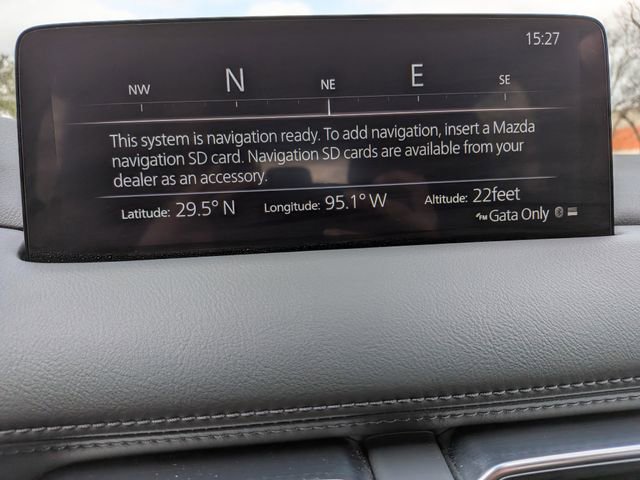 15:27
NW N NE E SE
This system is navigation ready. To add navigation, insert a Mazda
navigation SD card. Navigation SD cards are available from your
dealer as an accessory.
Latitude: 29.5° N Longitude: 95.1° W Altitude: 22feet
FM Gata Only